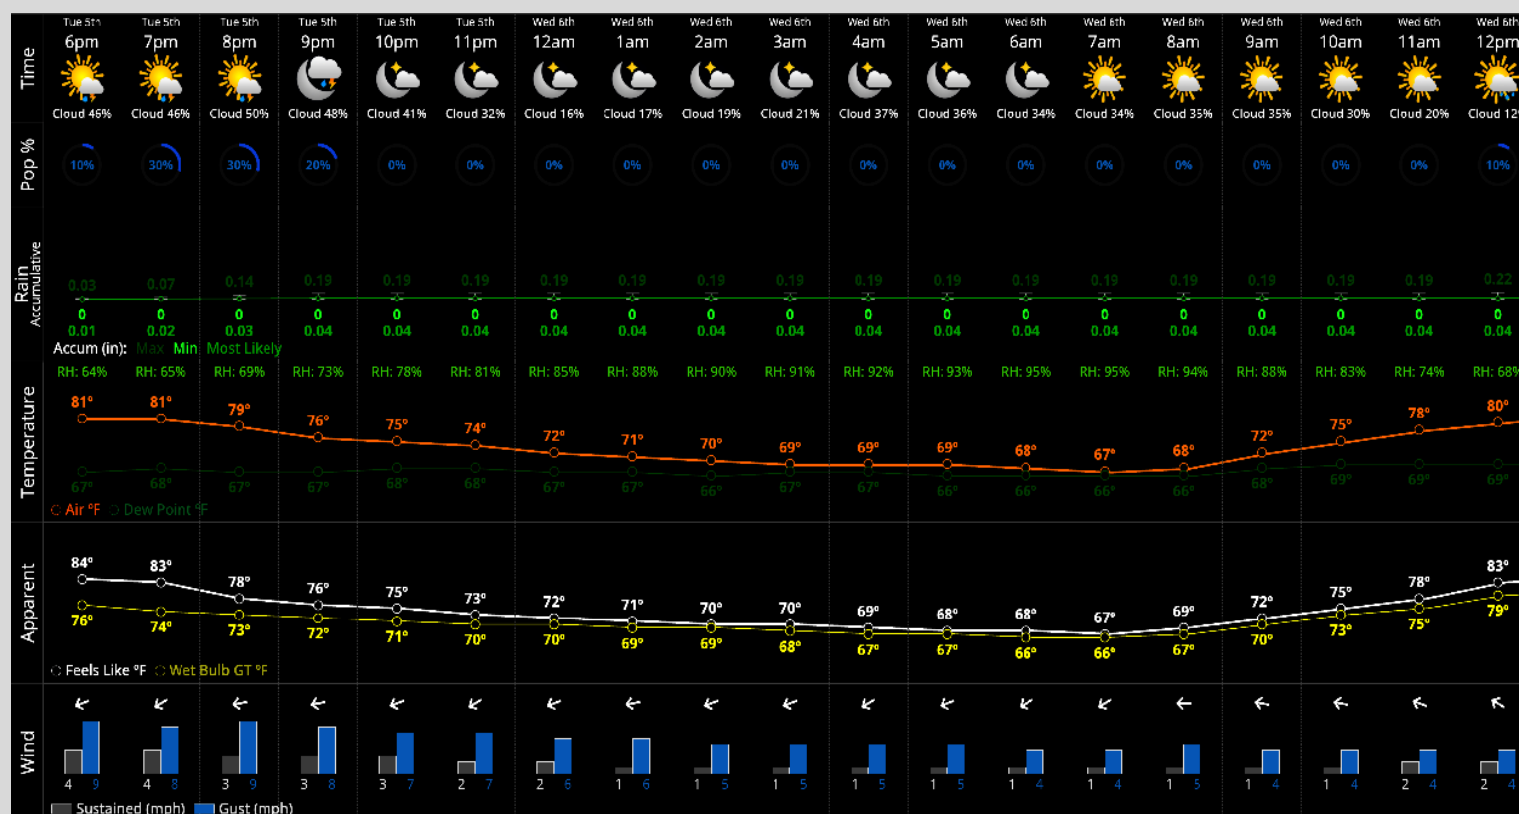 Time
Tue 5th Tue 5th Tue 5th Tue 5th Tue 5th Tue 5th Wed 6th Wed 6th Wed 6th Wed 6th Wed 6th Wed 6th Wed 6th Wed 6th Wed 6th Wed 6th Wed 6th Wed 6th Wed 6th
6pm 7pm 8pm 9pm 10pm 11pm 12am 1am 2am 3am 4am 5am 6am 7am 8am 9am 10am 11am 12pm
Cloud 46% Cloud 46% Cloud 50% Cloud 48% Cloud 41% Cloud 32% Cloud 16% Cloud 17% Cloud 19% Cloud 21% Cloud 37% Cloud 36% Cloud 34% Cloud 34% Cloud 35% Cloud 35% Cloud 30% Cloud 20% Cloud 12%
Pop %
10% 30% 30% 20% 0% 0% 0% 0% 0% 0% 0% 0% 0% 0% 0% 0% 0% 0% 10%
Rain
Accumulative
0.03 0.07 0.14 0.19 0.19 0.19 0.19 0.19 0.19 0.19 0.19 0.19 0.19 0.19 0.19 0.19 0.19 0.19 0.22
0 0 0 0 0 0 0 0 0 0 0 0 0 0 0 0 0 0 0
0.01 0.02 0.03 0.04 0.04 0.04 0.04 0.04 0.04 0.04 0.04 0.04 0.04 0.04 0.04 0.04 0.04 0.04 0.04
Accum (in): Max Min Most Likely
Temperature
RH: 64% RH: 65% RH: 69% RH: 73% RH: 78% RH: 81% RH: 85% RH: 88% RH: 90% RH: 91% RH: 92% RH: 93% RH: 95% RH: 95% RH: 94% RH: 88% RH: 83% RH: 74% RH: 68%
81° 81° 79° 76° 75° 74° 72° 71° 70° 69° 69° 69° 68° 67° 68° 72° 75° 78° 80°
67° 68° 67° 67° 68° 68° 67° 67° 66° 67° 67° 66° 66° 66° 66° 68° 69° 69° 69°
Air ºF Dew Point ºF
Apparent
84° 83° 78° 76° 75° 73° 72° 71° 70° 70° 69° 68° 68° 67° 69° 72° 75° 78° 83°
76° 74° 73° 72° 71° 70° 70° 69° 69° 68° 67° 67° 66° 66° 67° 70° 73° 75° 79°
Feels Like ºF Wet Bulb GT ºF
Wind
4 9 4 8 3 9 3 8 3 7 2 7 2 6 1 6 1 5 1 5 1 5 1 5 1 4 1 4 1 5 1 4 1 4 2 4 2 4
Sustained (mph) Gust (mph)